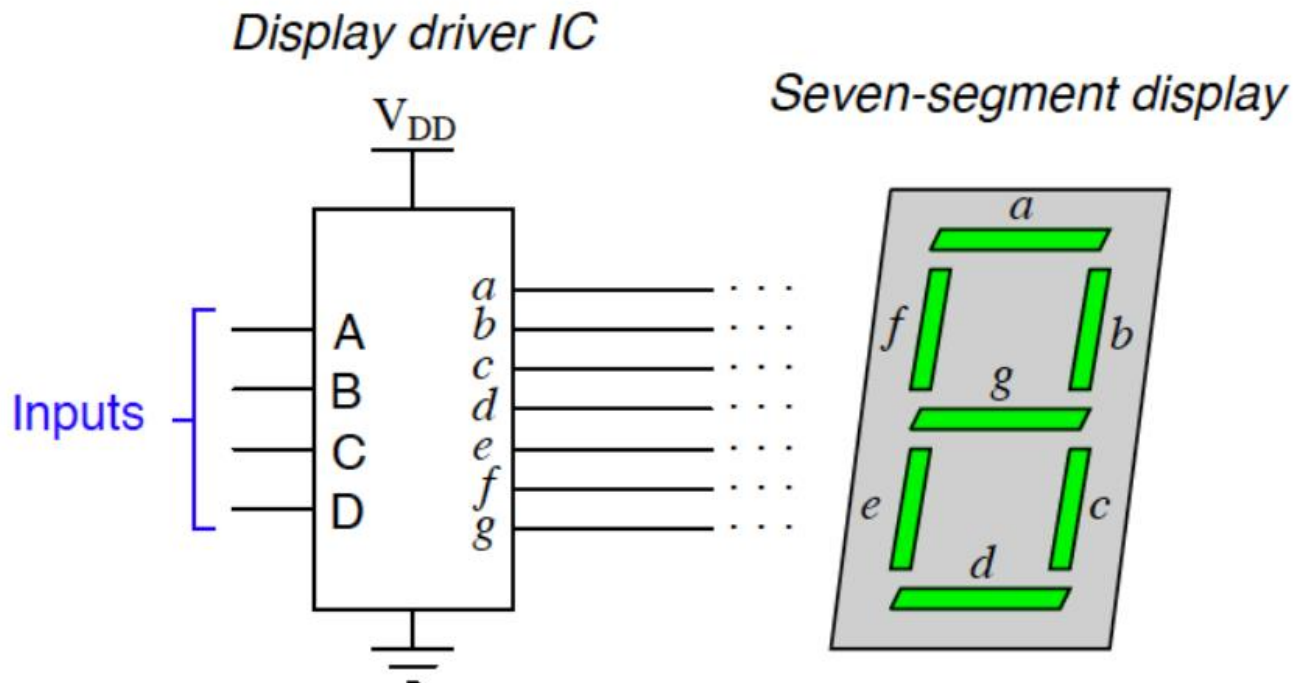 Display driver IC
Seven-segment display
V_DD
Inputs
A
B
C
D
a
b
c
d
e
f
g
a
f
b
g
e
c
d